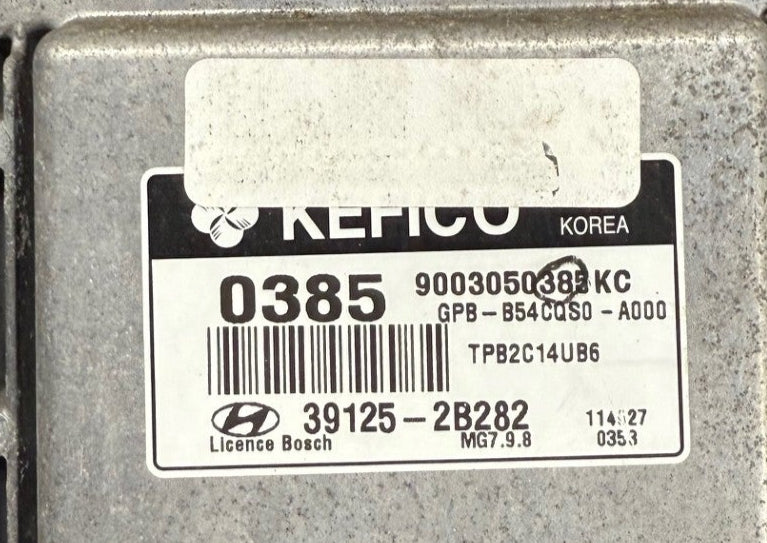 KEFICO
KOREA
0385
9003050385KC
GPB-B54CQS0-A000
TPB2C14UB6
39125-2B282
Licence Bosch
MG7.9.8
0353